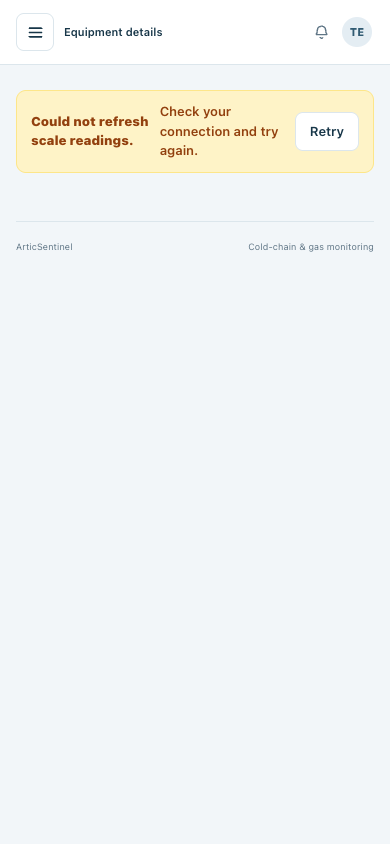 Equipment details
TE
Could not refresh
scale readings.
Check your
connection and try
again.
Retry
ArticSentinel
Cold-chain & gas monitoring